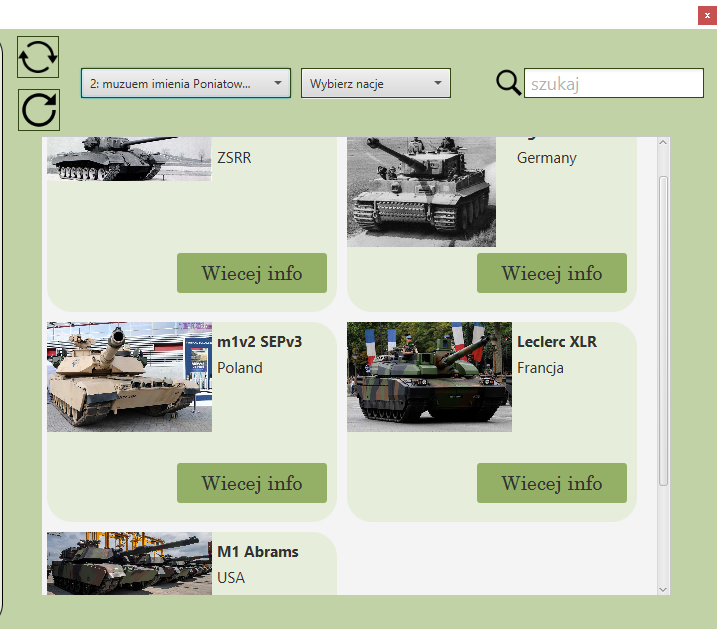 x
2: muzuem imienia Poniatow...
Wybierz nacje
szukaj
ZSRR
Germany
Wiecej info
Wiecej info
m1v2 SEPv3
Poland
Leclerc XLR
Francja
Wiecej info
Wiecej info
M1 Abrams
USA